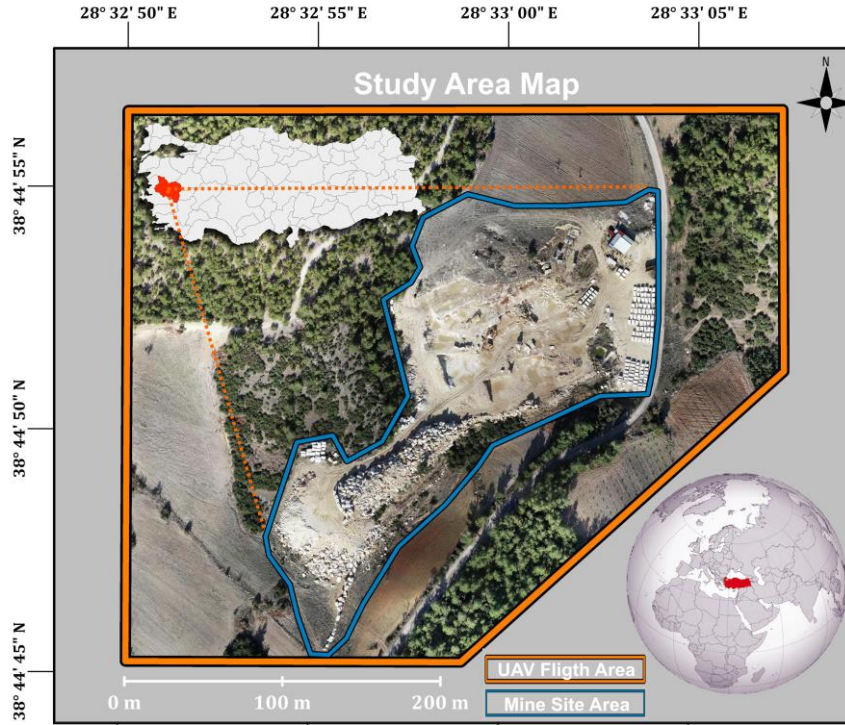 28° 32' 50" E
28° 32' 55" E
28° 33' 00" E
28° 33' 05" E
Study Area Map
N
38° 44' 55" N
38° 44' 50" N
38° 44' 45" N
0 m
100 m
200 m
UAV Fligth Area
Mine Site Area